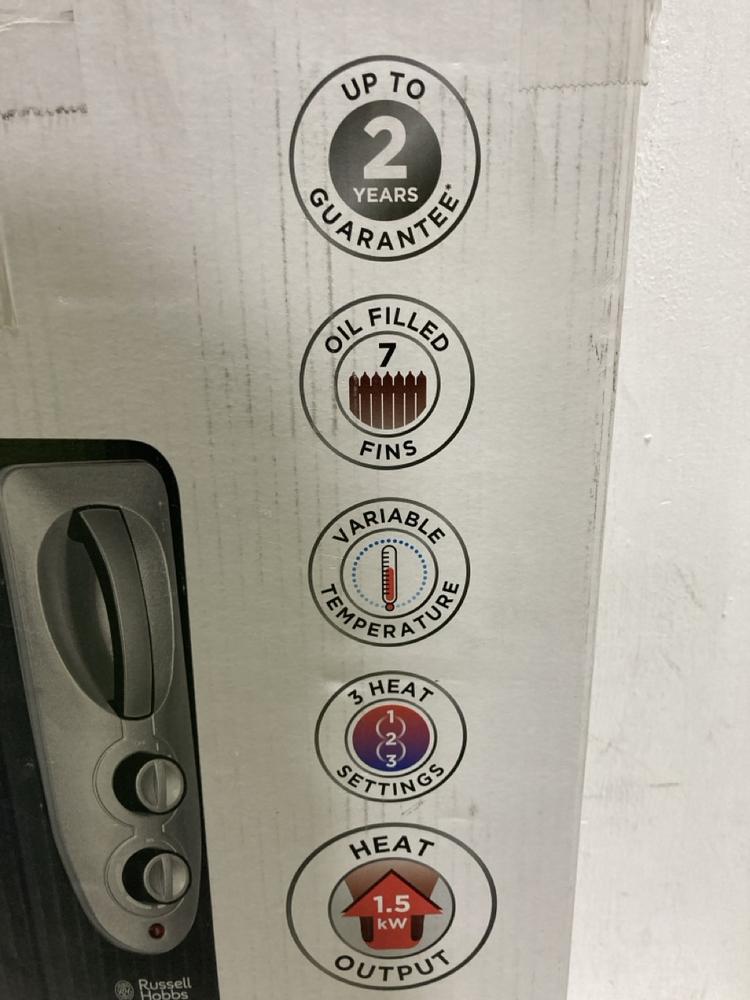 UP TO
2
YEARS
GUARANTEE*
OIL FILLED
7
FINS
VARIABLE
TEMPERATURE
3 HEAT
1
2
3
SETTINGS
HEAT
1.5
kW
OUTPUT
RH
Russell
Hobbs